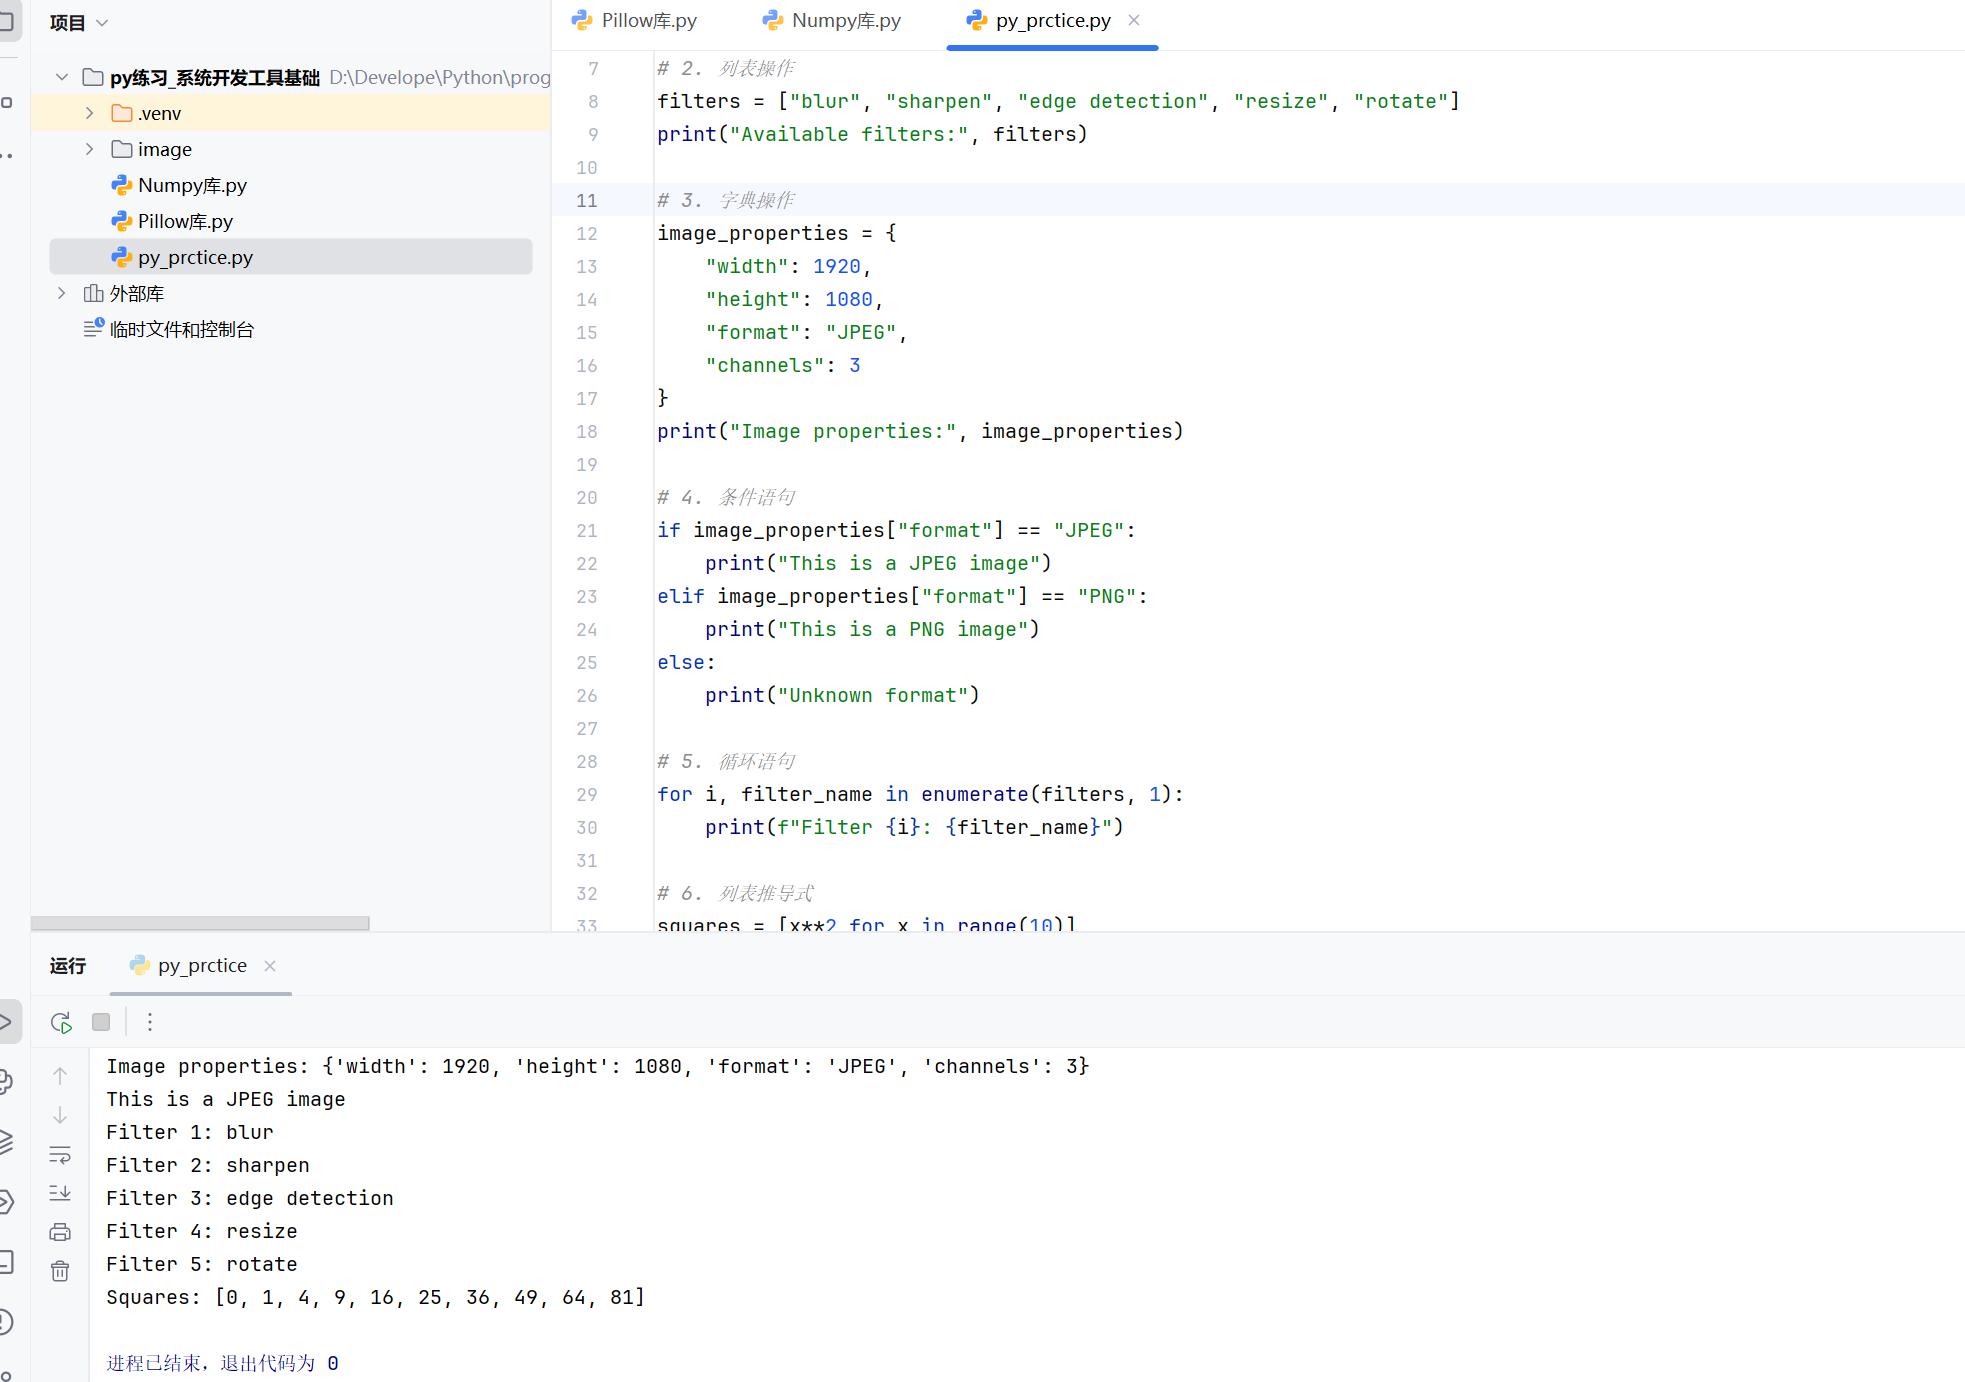 项目
py练习_系统开发工具基础 D:\Develope\Python\prog
.venv
image
Numpy库.py
Pillow库.py
py_prctice.py
外部库
临时文件和控制台
Pillow库.py Numpy库.py py_prctice.py
7 # 2. 列表操作
8 filters = ["blur", "sharpen", "edge detection", "resize", "rotate"]
9 print("Available filters:", filters)
10
11 # 3. 字典操作
12 image_properties = {
13 "width": 1920,
14 "height": 1080,
15 "format": "JPEG",
16 "channels": 3
17 }
18 print("Image properties:", image_properties)
19
20 # 4. 条件语句
21 if image_properties["format"] == "JPEG":
22 print("This is a JPEG image")
23 elif image_properties["format"] == "PNG":
24 print("This is a PNG image")
25 else:
26 print("Unknown format")
27
28 # 5. 循环语句
29 for i, filter_name in enumerate(filters, 1):
30 print(f"Filter {i}: {filter_name}")
31
32 # 6. 列表推导式
33 squares = [x**2 for x in range(10)]
运行 py_prctice
Image properties: {'width': 1920, 'height': 1080, 'format': 'JPEG', 'channels': 3}
This is a JPEG image
Filter 1: blur
Filter 2: sharpen
Filter 3: edge detection
Filter 4: resize
Filter 5: rotate
Squares: [0, 1, 4, 9, 16, 25, 36, 49, 64, 81]
进程已结束，退出代码为 0